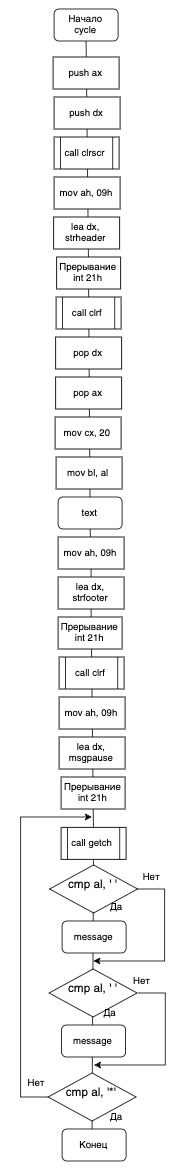 Начало
cycle
push ax
push dx
call clrscr
mov ah, 09h
lea dx,
strheader
Прерывание
int 21h
call clrf
pop dx
pop ax
mov cx, 20
mov bl, al
text
mov ah, 09h
lea dx,
strfooter
Прерывание
int 21h
call clrf
mov ah, 09h
lea dx,
msgpause
Прерывание
int 21h
call getch
cmp al, ' '
Нет
Да
message
cmp al, ' '
Нет
Да
message
cmp al, '*'
Нет
Да
Конец